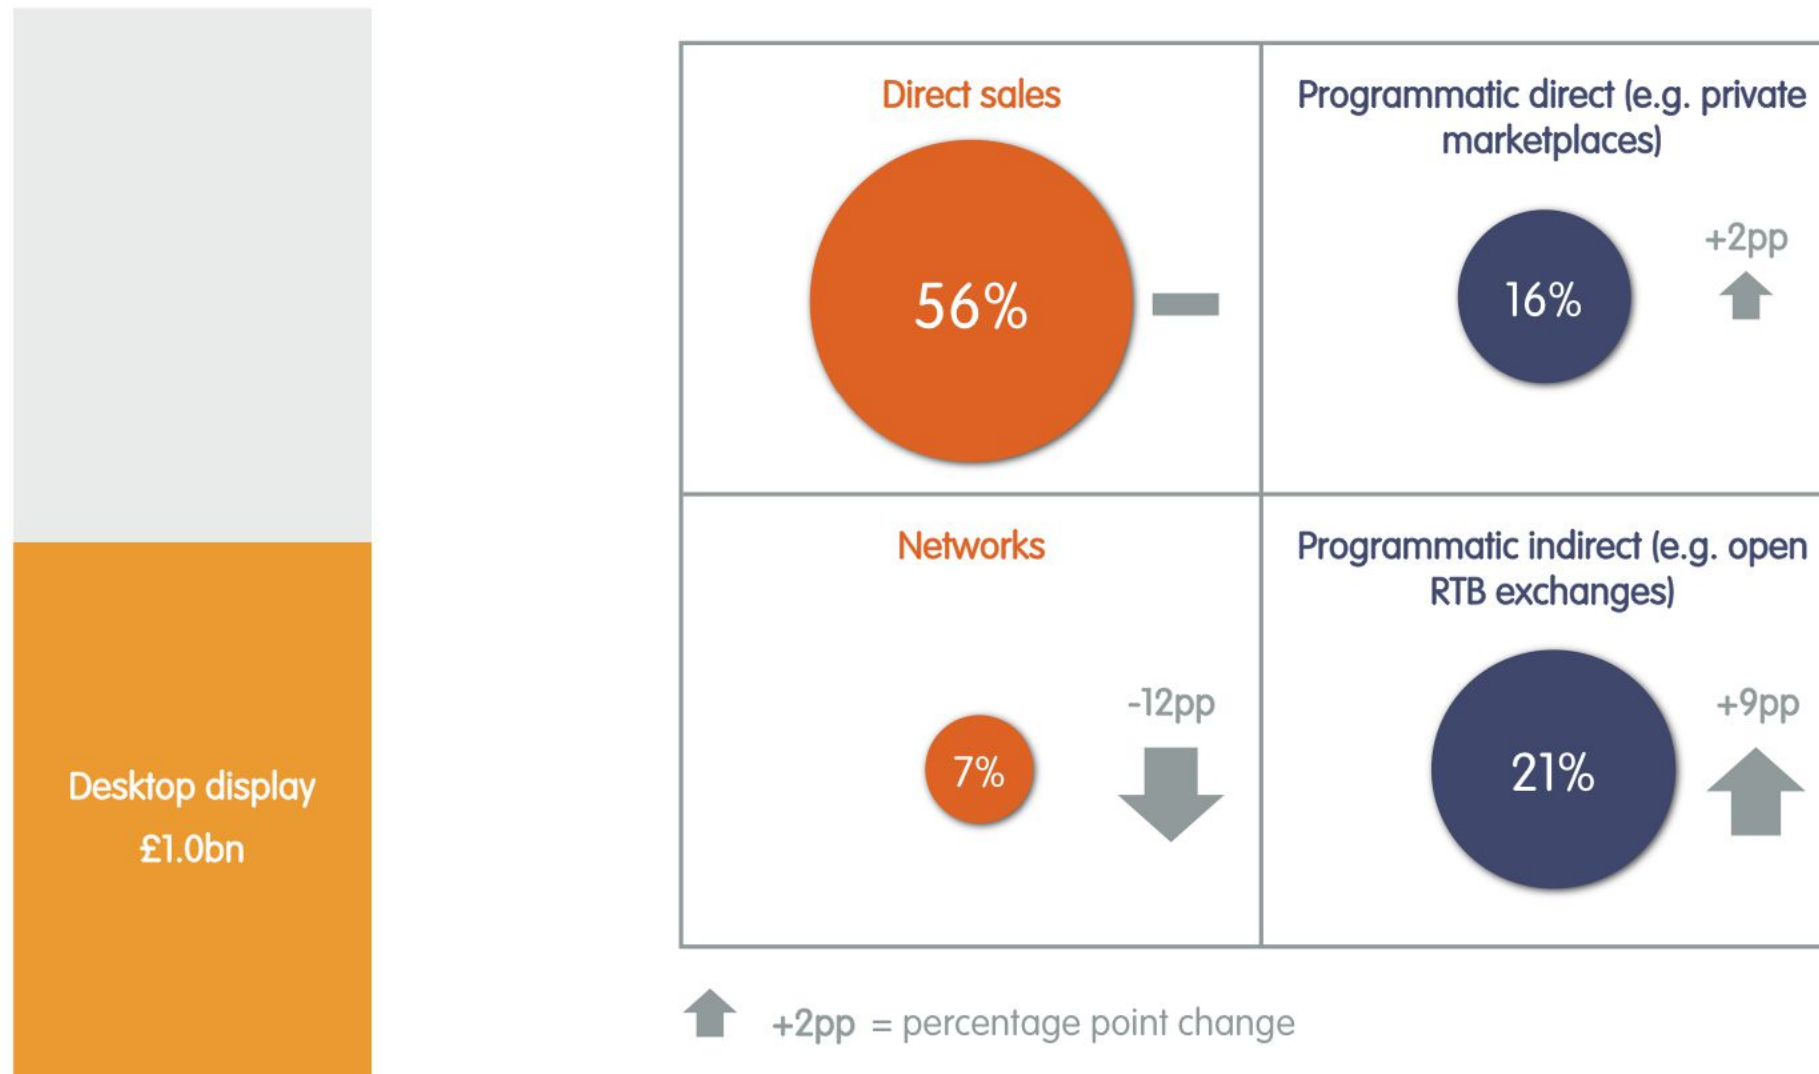 Direct sales
56%
Programmatic direct (e.g. private
marketplaces)
+2pp
16%
Networks
-12pp
7%
Programmatic indirect (e.g. open
RTB exchanges)
+9pp
21%
Desktop display
£1.0bn
+2pp = percentage point change